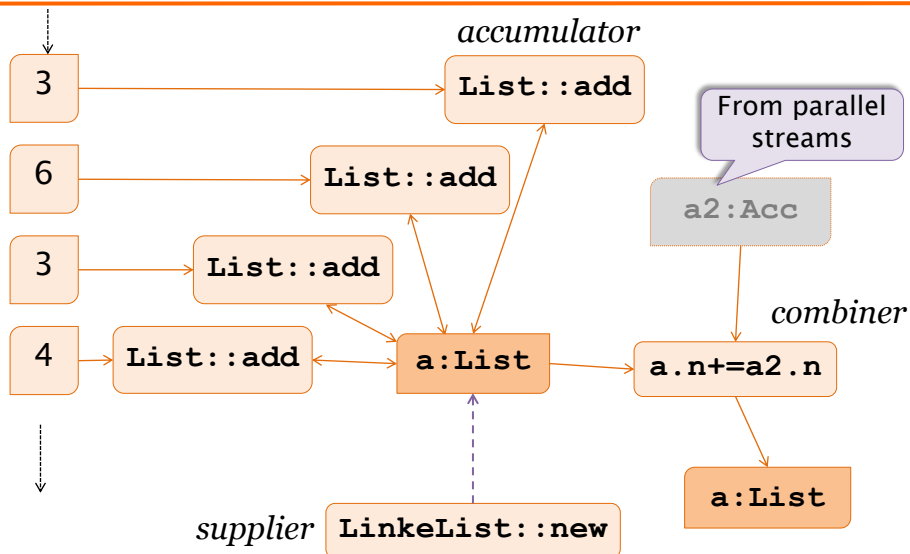 accumulator
3
List::add
From parallel
streams
6
List::add
a2:Acc
3
List::add
combiner
4
List::add
a:List
a.n+=a2.n
a:List
supplier
LinkeList::new